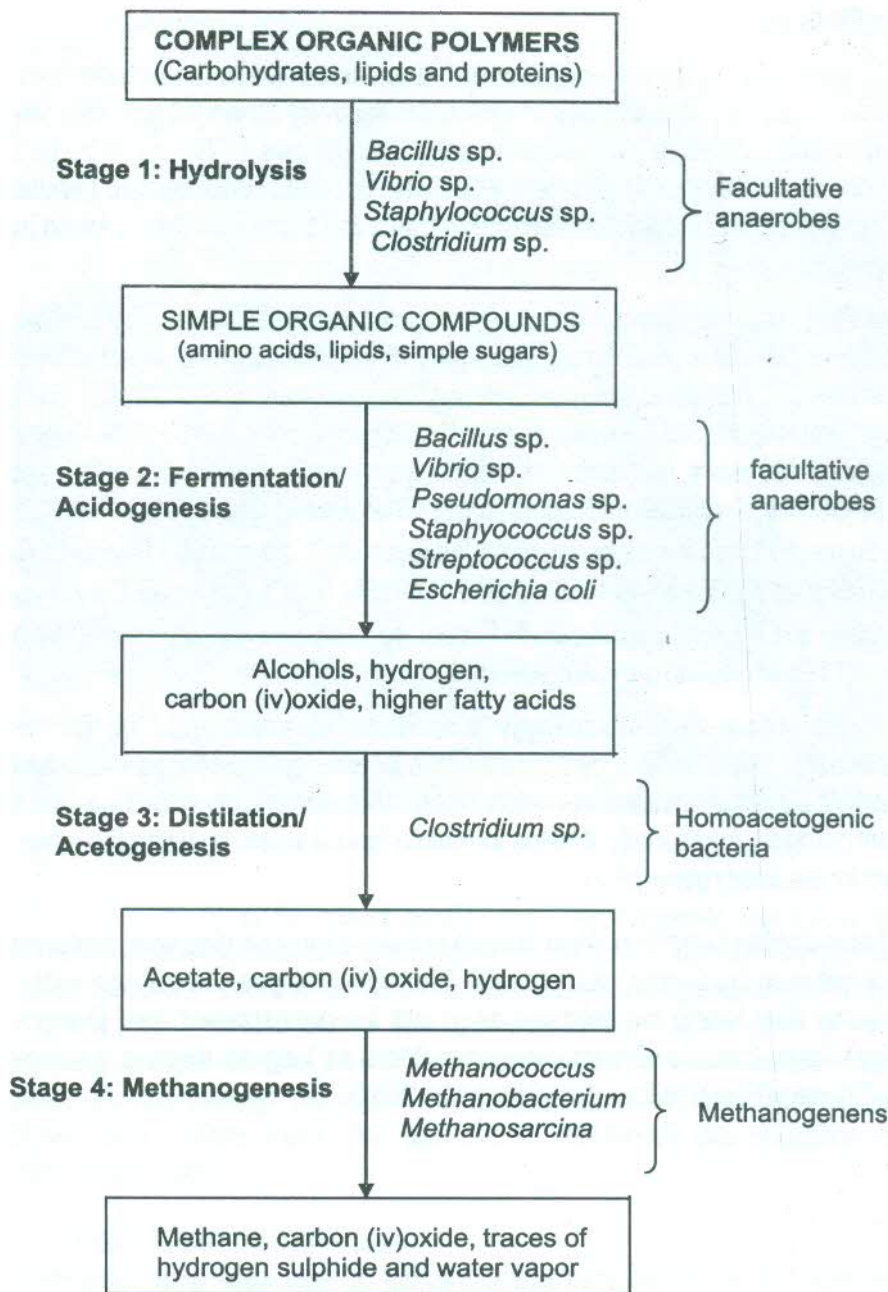 COMPLEX ORGANIC POLYMERS
(Carbohydrates, lipids and proteins)
Stage 1: Hydrolysis
Bacillus sp.
Vibrio sp.
Staphylococcus sp.
Clostridium sp.
Facultative
anaerobes
SIMPLE ORGANIC COMPOUNDS
(amino acids, lipids, simple sugars)
Stage 2: Fermentation/
Acidogenesis
Bacillus sp.
Vibrio sp.
Pseudomonas sp.
Staphyococcus sp.
Streptococcus sp.
Escherichia coli
facultative
anaerobes
Alcohols, hydrogen,
carbon (iv)oxide, higher fatty acids
Stage 3: Distilation/
Acetogenesis
Clostridium sp.
Homoacetogenic
bacteria
Acetate, carbon (iv) oxide, hydrogen
Stage 4: Methanogenesis
Methanococcus
Methanobacterium
Methanosarcina
Methanogenens
Methane, carbon (iv)oxide, traces of
hydrogen sulphide and water vapor